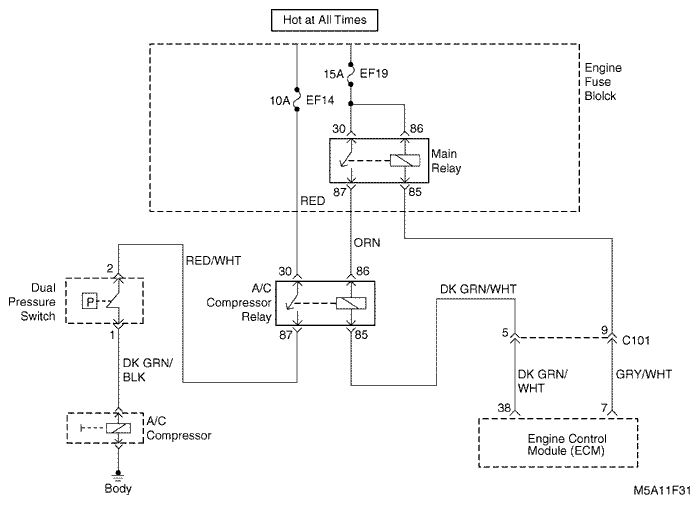 Hot at All Times
15A EF19
10A EF14
Engine
Fuse
Biolck
30
86
Main
Relay
87
85
RED
ORN
RED/WHT
2
Dual
Pressure
Switch
P
1
30
86
A/C
Compressor
Relay
87
85
DK GRN/WHT
5
9
C101
DK GRN/
BLK
DK GRN/
WHT
GRY/WHT
38
7
A/C
Compressor
Engine Control
Module (ECM)
Body
M5A11F31